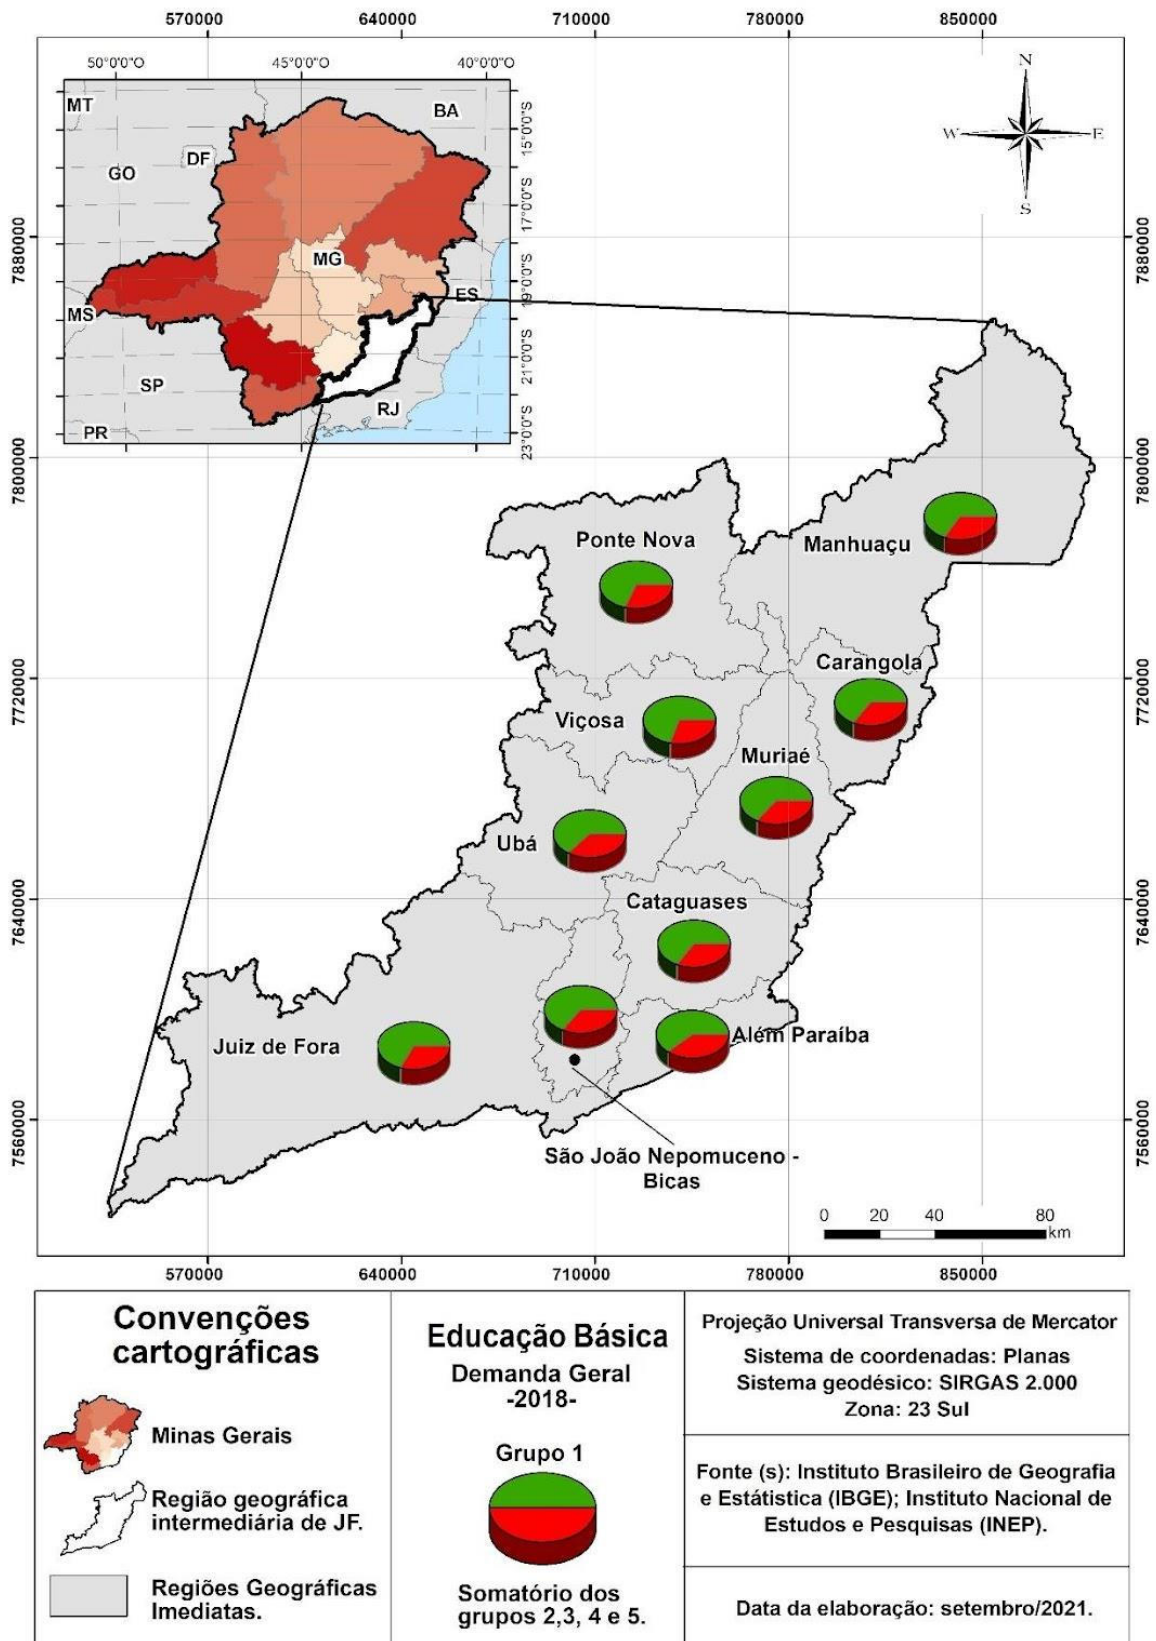 570000 640000 710000 780000 850000
50°0'0"O 45°0'0"O 40°0'0"O
MT
BA
DF
GO
MG
ES
MS
SP
RJ
PR
15°0'0"S
17°0'0"S
19°0'0"S
21°0'0"S
23°0'0"S
N
W E
S
7880000 7880000
7800000 7800000
7720000 7720000
7640000 7640000
7560000 7560000
Ponte Nova
Manhuaçu
Carangola
Viçosa
Muriaé
Ubá
Cataguases
Juiz de Fora
Além Paraíba
São João Nepomuceno -
Bicas
0 20 40 80
km
570000 640000 710000 780000 850000
Convenções
cartográficas
Minas Gerais
Região geográfica
intermediária de JF.
Regiões Geográficas
Imediatas.
Educação Básica
Demanda Geral
-2018-
Grupo 1
Somatório dos
grupos 2,3, 4 e 5.
Projeção Universal Transversa de Mercator
Sistema de coordenadas: Planas
Sistema geodésico: SIRGAS 2.000
Zona: 23 Sul
Fonte (s): Instituto Brasileiro de Geografia
e Estátistica (IBGE); Instituto Nacional de
Estudos e Pesquisas (INEP).
Data da elaboração: setembro/2021.